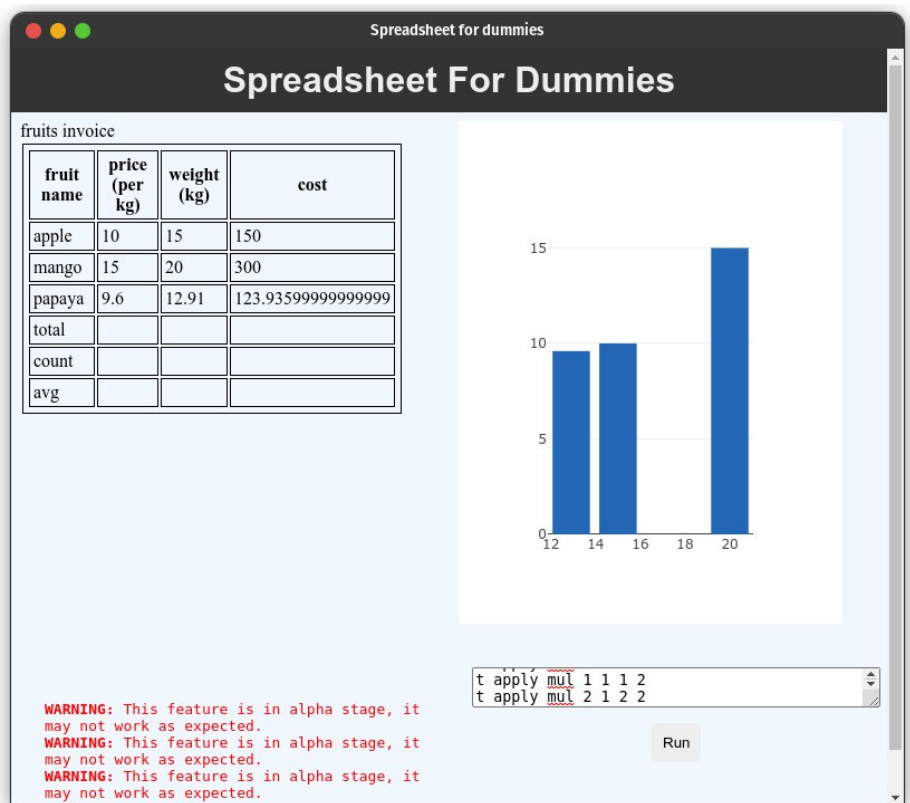 Spreadsheet for dummies
Spreadsheet For Dummies
fruits invoice
fruit name price (per kg) weight (kg) cost
apple 10 15 150
mango 15 20 300
papaya 9.6 12.91 123.93599999999999
total
count
avg
15
10
5
0
12 14 16 18 20
t apply mul 1 1 1 2
t apply mul 2 1 2 2
Run
WARNING: This feature is in alpha stage, it
may not work as expected.
WARNING: This feature is in alpha stage, it
may not work as expected.
WARNING: This feature is in alpha stage, it
may not work as expected.